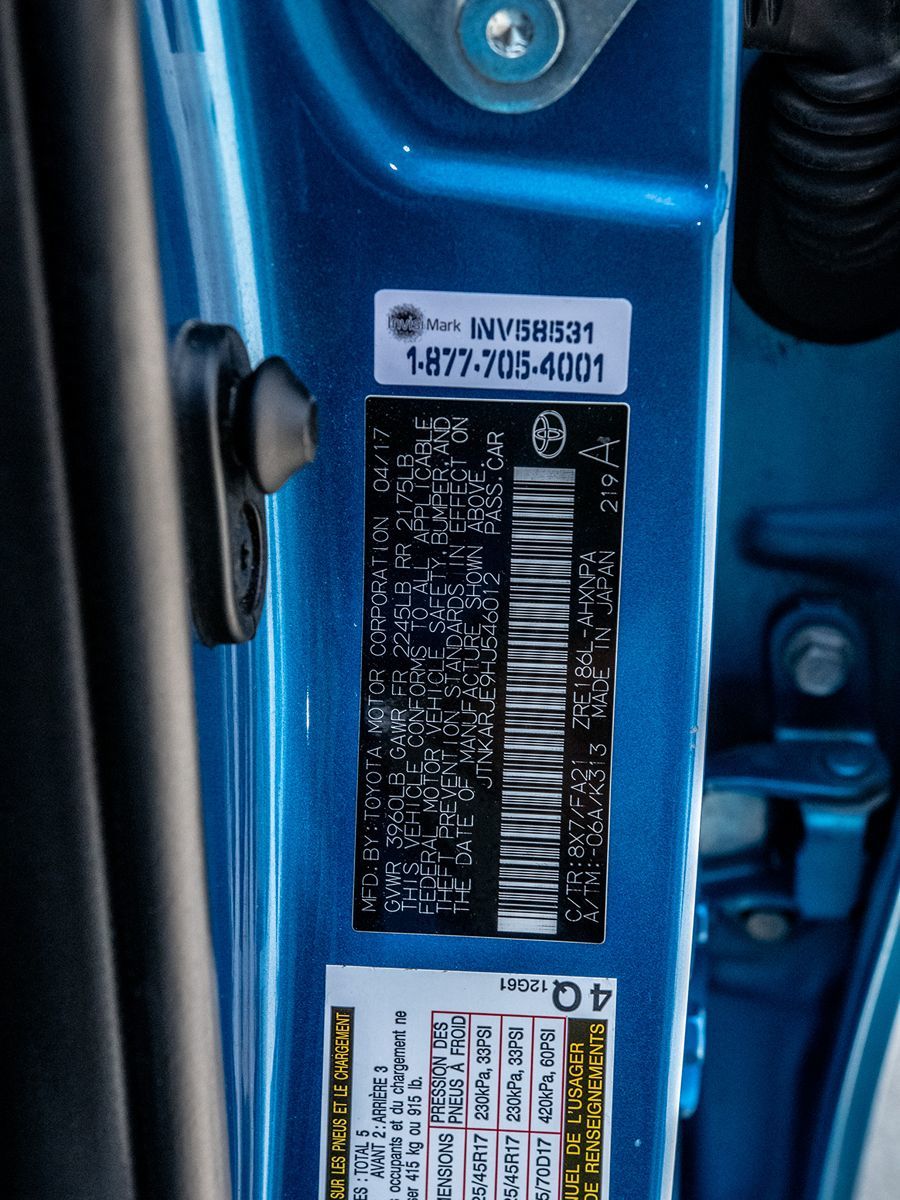 invisi Mark INV58531
1-877-705-4001
MFD. BY: TOYOTA MOTOR CORPORATION 04/17
GVWR 3960LB GAWR FR 2245LB RR 2175LB
THIS VEHICLE CONFORMS TO ALL APPLICABLE
FEDERAL MOTOR VEHICLE SAFETY, BUMPER, AND
THEFT PREVENTION STANDARDS IN EFFECT ON
THE DATE OF MANUFACTURE SHOWN ABOVE.
JTNKARJE9HJ546012 PASS. CAR
C/TR: 8X7/FA21 ZRE186L-AHXNPA
A/TM: -06A/K313 MADE IN JAPAN 219 A
4Q
12G61
SUR LES PNEUS ET LE CHARGEMENT
ES : TOTAL 5
AVANT 2 : ARRIÈRE 3
s occupants et du chargement ne
ser 415 kg ou 915 lb.
MENSIONS PRESSION DES PNEUS À FROID
25/45R17 230kPa, 33PSI
25/45R17 230kPa, 33PSI
5/70D17 420kPa, 60PSI
NUEL DE L'USAGER
DE RENSEIGNEMENTS